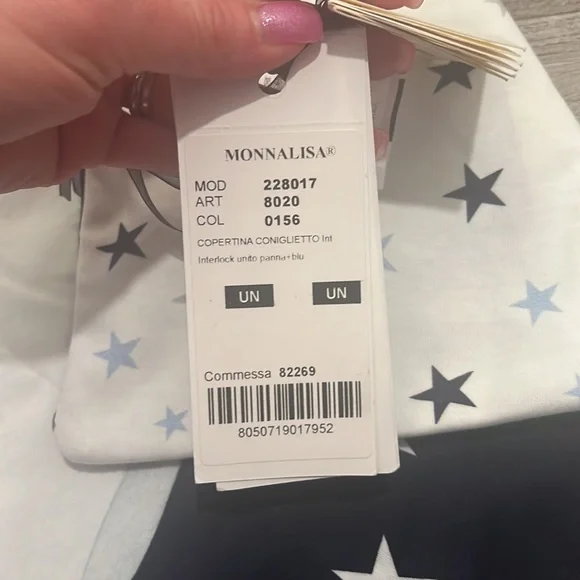 MONNALISA®
MOD 228017
ART 8020
COL 0156
COPERTINA CONIGLIETTO Int
Interlock unito panna+blu
UN UN
Commessa 82269
8050719017952